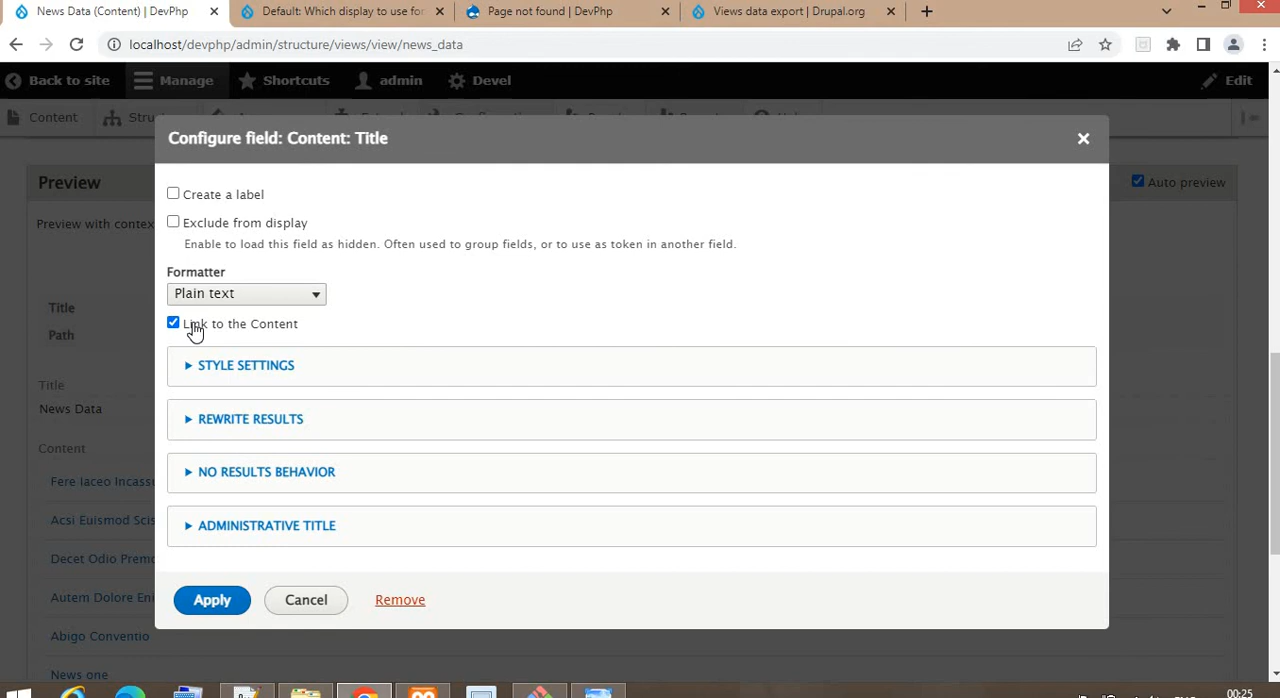 News Data (Content) | DevPhp
Default: Which display to use for
Page not found | DevPhp
Views data export | Drupal.org
localhost/devphp/admin/structure/views/view/news_data
Back to site
Manage
Shortcuts
admin
Devel
Edit
Content
Configure field: Content: Title
Preview
Auto preview
Preview with contex
Create a label
Exclude from display
Enable to load this field as hidden. Often used to group fields, or to use as token in another field.
Formatter
Plain text
Link to the Content
Title
Path
STYLE SETTINGS
Title
News Data
REWRITE RESULTS
Content
NO RESULTS BEHAVIOR
Fere Iaceo Incassu
Acsi Euismod Scis
ADMINISTRATIVE TITLE
Decet Odio Premo
Autem Dolore Eni
Apply
Cancel
Remove
Abigo Conventio
News one
00:25